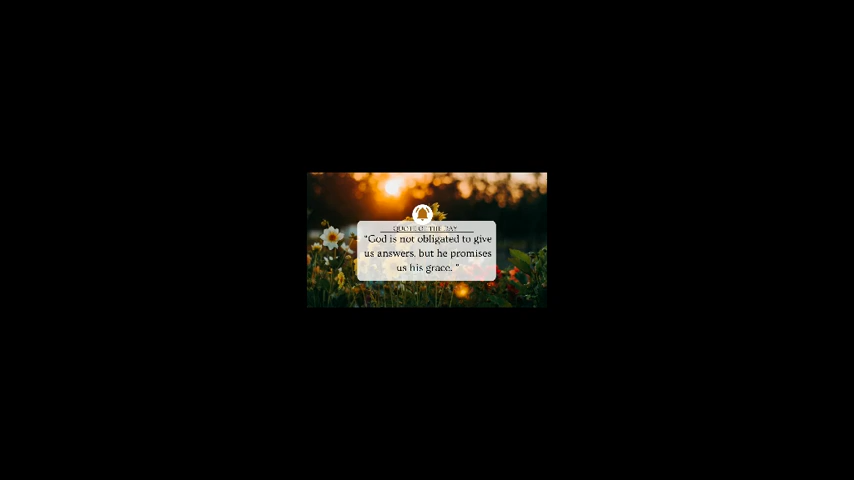 QUOTE OF THE DAY
"God is not obligated to give
us answers, but he promises
us his grace. "